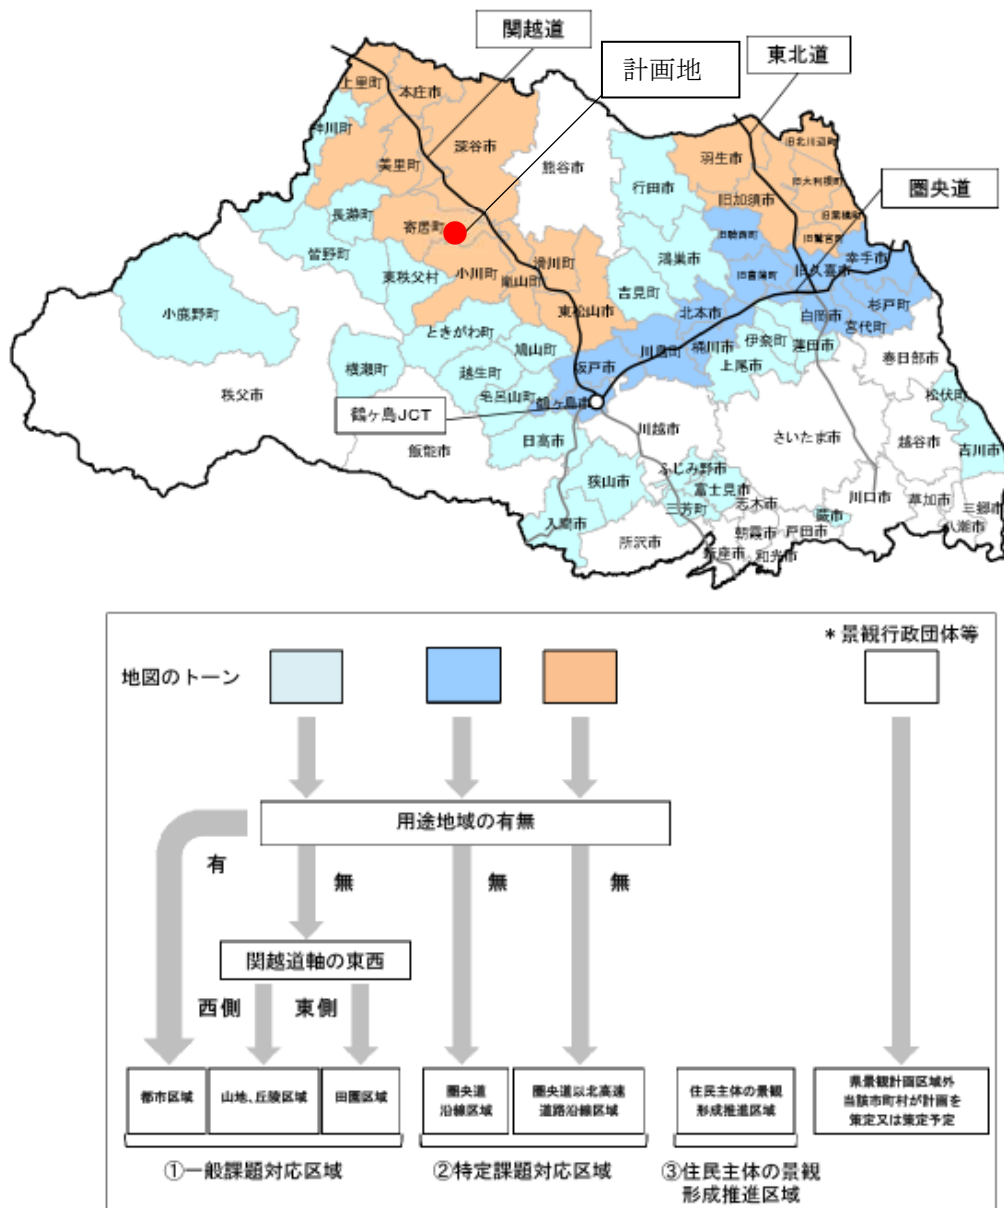 関越道
東北道
計画地
圏央道
上里町
本庄市
神川町
美里町
深谷市
熊谷市
行田市
羽生市
旧北川辺町
旧大利根町
旧加須市
旧栗橋町
旧鷲宮町
旧騎西町
幸手市
長瀞町
寄居町
皆野町
東秩父村
小川町
嵐山町
滑川町
鴻巣市
旧菖蒲町
旧久喜市
吉見町
東松山市
北本市
白岡市
杉戸町
宮代町
小鹿野町
ときがわ町
鳩山町
川島町
桶川市
伊奈町
蓮田市
春日部市
横瀬町
越生町
坂戸市
上尾市
秩父市
毛呂山町
鶴ヶ島市
松伏町
鶴ヶ島JCT
飯能市
日高市
川越市
さいたま市
越谷市
吉川市
狭山市
ふじみ野市
富士見市
三芳町
志木市
川口市
草加市
三郷市
八潮市
入間市
所沢市
朝霞市
戸田市
蕨市
新座市
和光市
*景観行政団体等
地図のトーン
用途地域の有無
有
無
無
無
関越道軸の東西
西側
東側
都市区域
山地、丘陵区域
田園区域
圏央道
沿線区域
圏央道以北高速
道路沿線区域
住民主体の景観
形成推進区域
県景観計画区域外
当該市町村が計画を
策定又は策定予定
①一般課題対応区域
②特定課題対応区域
③住民主体の景観
形成推進区域